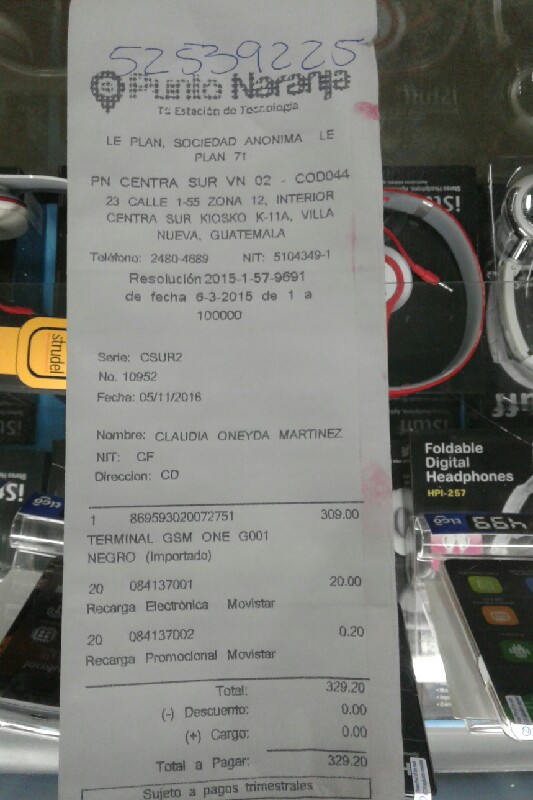 52539225
Punto Naranja
Tu Estación de Tecnología
LE PLAN, SOCIEDAD ANONIMA LE
PLAN 71
PN CENTRA SUR VN 02 - COD044
23 CALLE 1-55 ZONA 12, INTERIOR
CENTRA SUR KIOSKO K-11A, VILLA
NUEVA, GUATEMALA
Teléfono: 2480-4689 NIT: 5104349-1
Resolución 2015-1-57-9691
de fecha 6-3-2015 de 1 a
100000
Serie: CSUR2
No. 10952
Fecha: 05/11/2016
Nombre: CLAUDIA ONEYDA MARTINEZ
NIT: CF
Direccion: CD
1 869593020072751 309.00
TERMINAL GSM ONE G001
NEGRO (Importado)
20 084137001 20.00
Recarga Electrónica Movistar
20 084137002 0.20
Recarga Promocional Movistar
Total: 329.20
(-) Descuento: 0.00
(+) Cargo: 0.00
Total a Pagar: 329.20
Sujeto a pagos trimestrales
strudel
iStuff
Foldable
Digital
Headphones
HPI-257
tigo
499
tigo